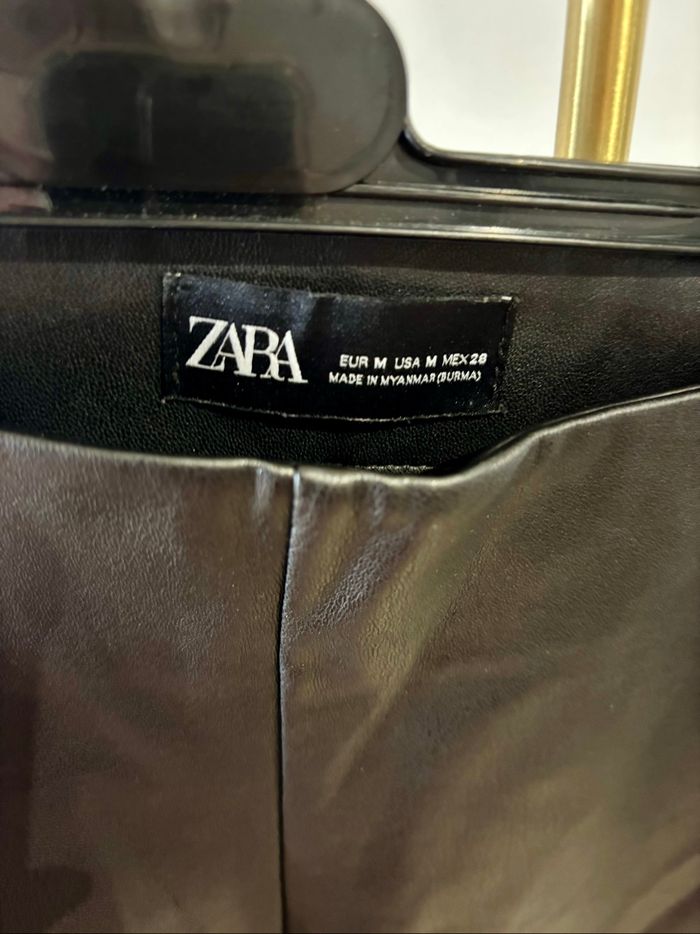 ZARA
EUR M USA M MEX 28
MADE IN MYANMAR (BURMA)